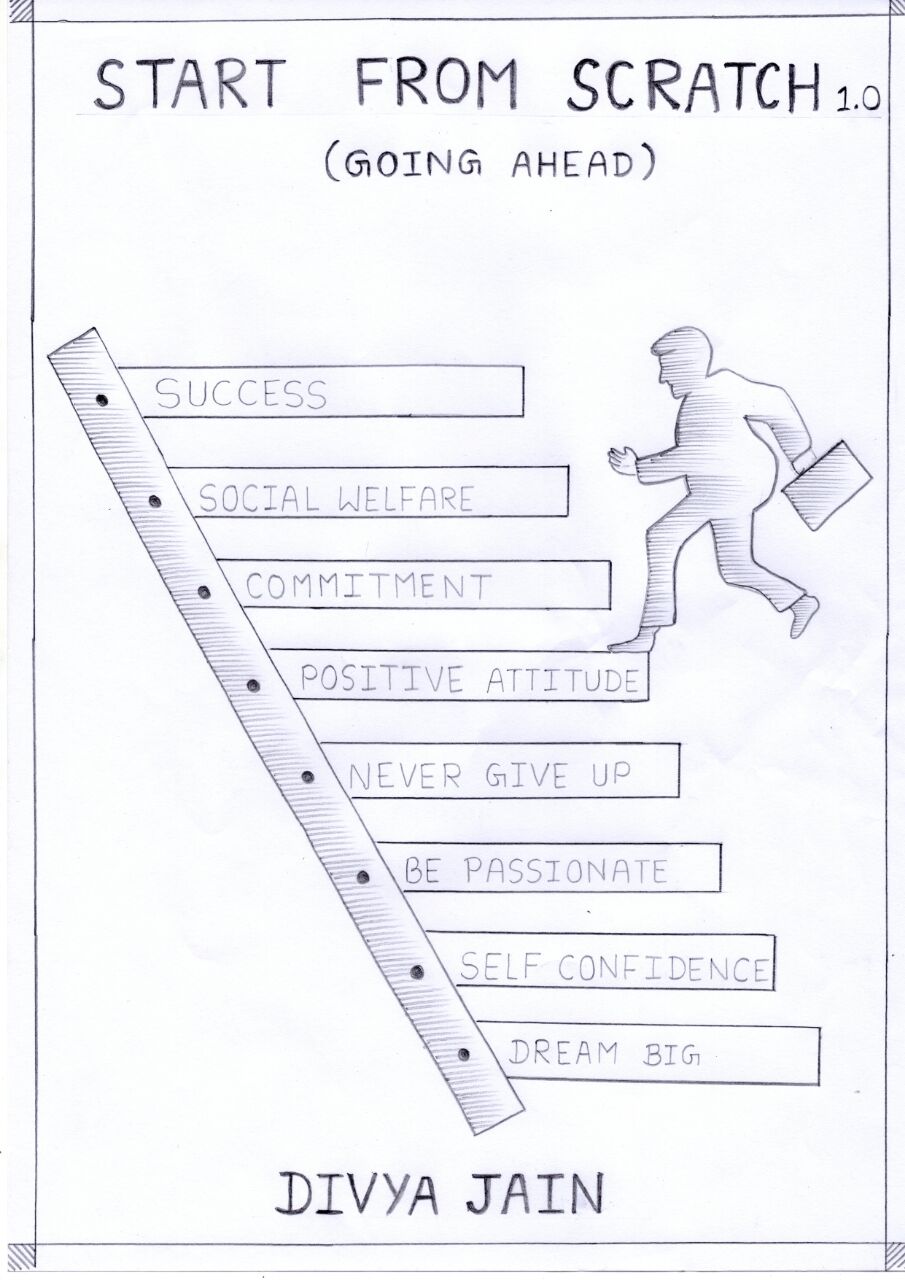 START FROM SCRATCH 1.0
(GOING AHEAD)
SUCCESS
SOCIAL WELFARE
COMMITMENT
POSITIVE ATTITUDE
NEVER GIVE UP
BE PASSIONATE
SELF CONFIDENCE
DREAM BIG
DIVYA JAIN